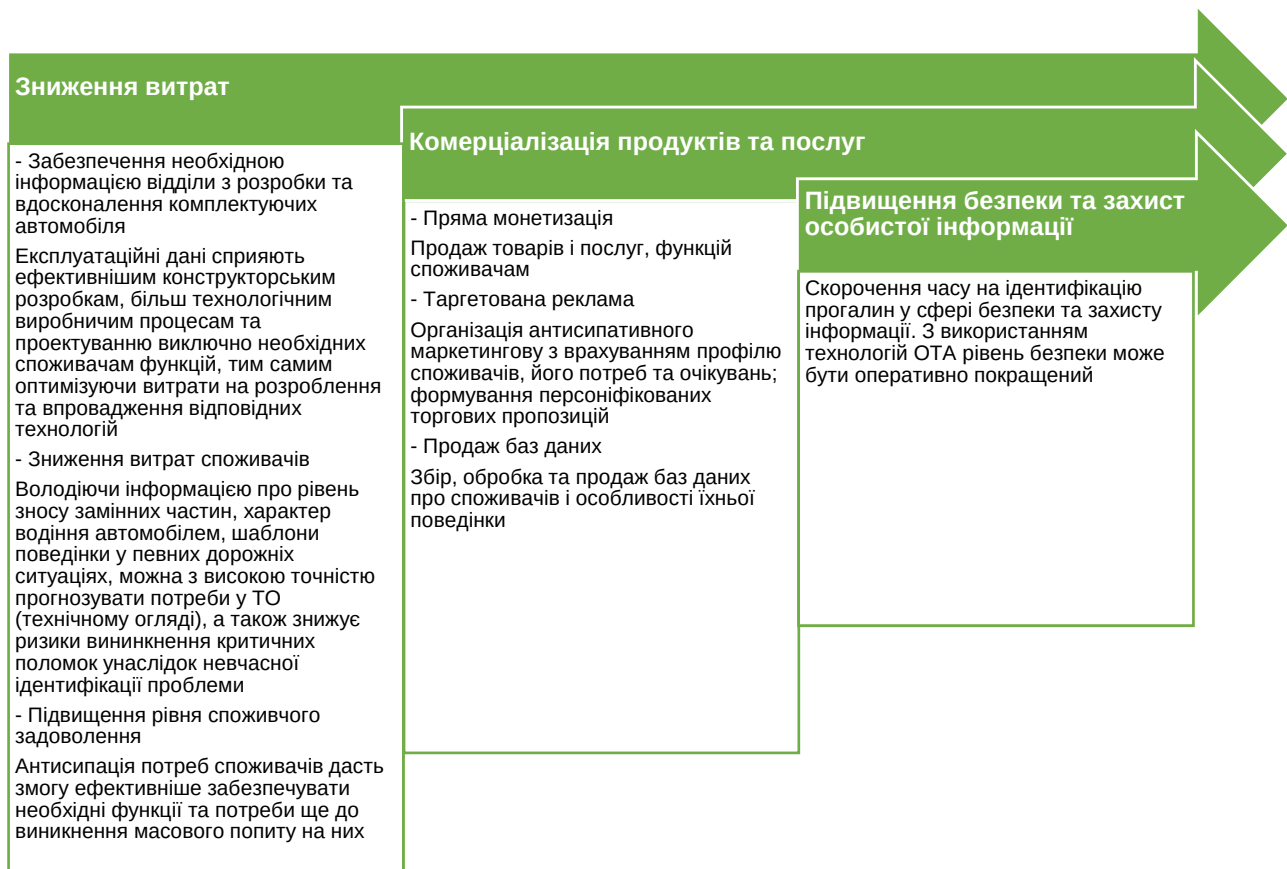 Зниження витрат
- Забезпечення необхідною
інформацією відділи з розробки та
вдосконалення комплектуючих
автомобіля
Експлуатаційні дані сприяють
ефективнішим конструкторським
розробкам, більш технологічним
виробничим процесам та
проектуванню виключно необхідних
споживачам функцій, тим самим
оптимізуючи витрати на розроблення
та впровадження відповідних
технологій
- Зниження витрат споживачів
Володіючи інформацією про рівень
зносу замінних частин, характер
водіння автомобілем, шаблони
поведінки у певних дорожніх
ситуаціях, можна з високою точністю
прогнозувати потреби у ТО
(технічному огляді), а також знижує
ризики вининкнення критичних
поломок унаслідок невчасної
ідентифікації проблеми
- Підвищення рівня споживчого
задоволення
Антисипація потреб споживачів дасть
змогу ефективніше забезпечувати
необхідні функції та потреби ще до
виникнення масового попиту на них
Комерціалізація продуктів та послуг
- Пряма монетизація
Продаж товарів і послуг, функцій
споживачам
- Таргетована реклама
Організація антисипативного
маркетингову з врахуванням профілю
споживачів, його потреб та очікувань;
формування персоніфікованих
торгових пропозицій
- Продаж баз даних
Збір, обробка та продаж баз даних
про споживачів і особливості їхньої
поведінки
Підвищення безпеки та захист
особистої інформації
Скорочення часу на ідентифікацію
прогалин у сфері безпеки та захисту
інформації. З використанням
технологій ОТА рівень безпеки може
бути оперативно покращений